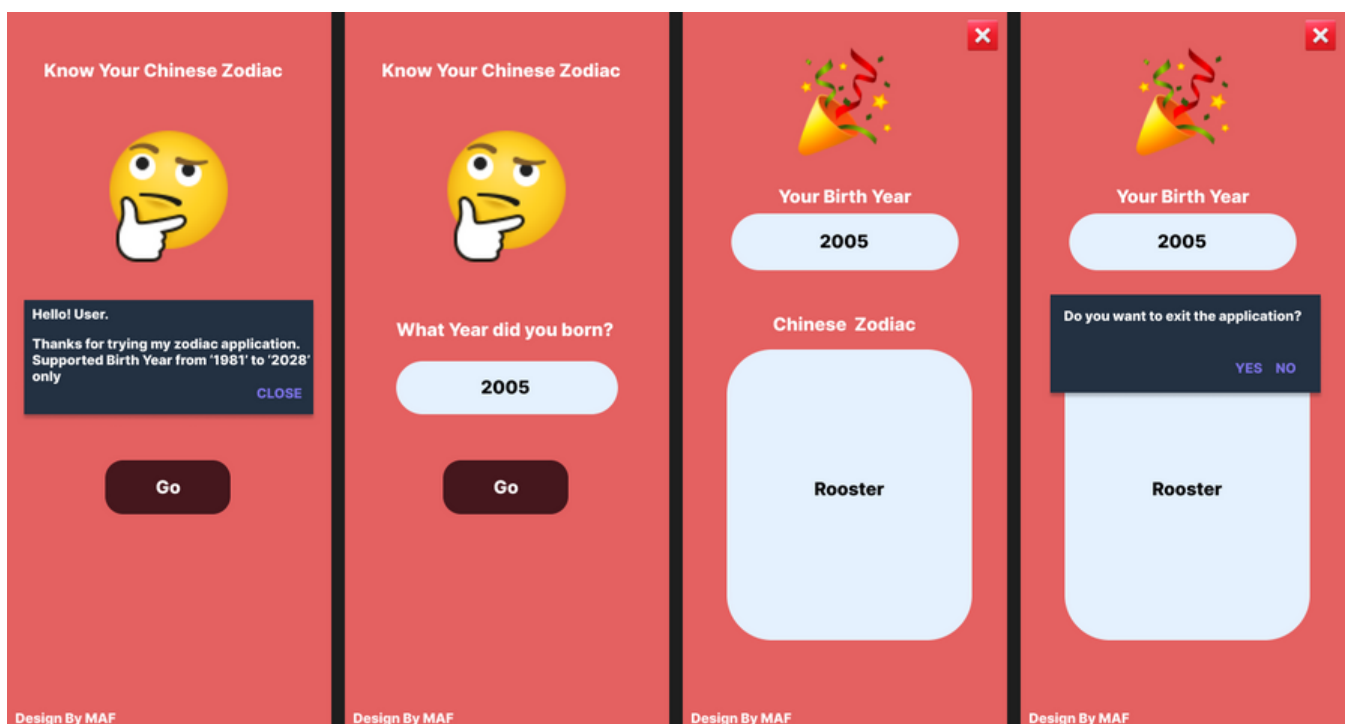 Know Your Chinese Zodiac
Hello! User.
Thanks for trying my zodiac application.
Supported Birth Year from ‘1981’ to ‘2028’
only
CLOSE
Go
Design By MAF
Know Your Chinese Zodiac
What Year did you born?
2005
Go
Design By MAF
Your Birth Year
2005
Chinese Zodiac
Rooster
Design By MAF
Your Birth Year
2005
Do you want to exit the application?
YES NO
Rooster
Design By MAF